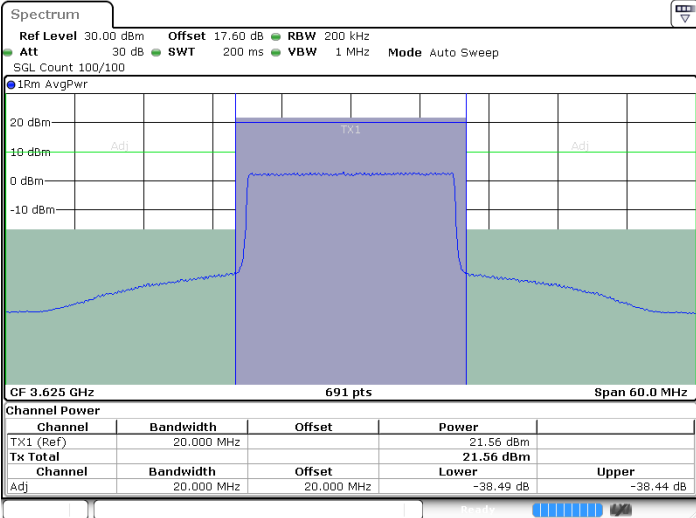 Spectrum
Ref Level 30.00 dBm Offset 17.60 dB RBW 200 kHz
Att 30 dB SWT 200 ms VBW 1 MHz Mode Auto Sweep
SGL Count 100/100
1Rm AvgPwr
20 dBm
TX1
Adj Adj
10 dBm
0 dBm
-10 dBm
CF 3.625 GHz 691 pts Span 60.0 MHz
Channel Power
Channel Bandwidth Offset Power
TX1 (Ref) 20.000 MHz 21.56 dBm
Tx Total 21.56 dBm
Channel Bandwidth Offset Lower Upper
Adj 20.000 MHz 20.000 MHz -38.49 dB -38.44 dB
Ready